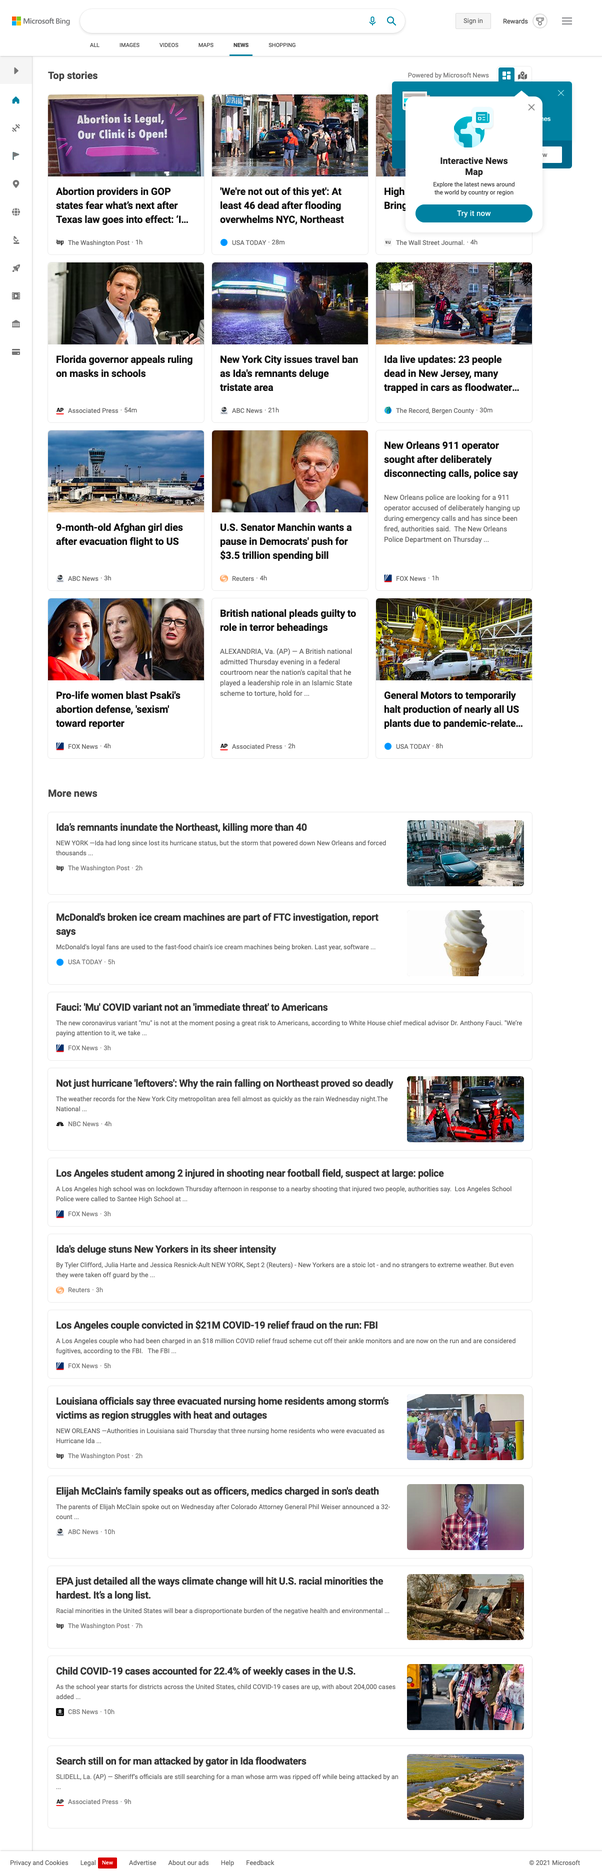 Microsoft Bing
Sign in
Rewards
ALL
IMAGES
VIDEOS
MAPS
NEWS
SHOPPING
Top stories
Powered by Microsoft News
Interactive News
Map
Explore the latest news around
the world by country or region
Try it now
Abortion is Legal,
Our Clinic is Open!
Abortion providers in GOP
states fear what's next after
Texas law goes into effect: 'I...
The Washington Post · 1h
'We're not out of this yet': At
least 46 dead after flooding
overwhelms NYC, Northeast
USA TODAY · 28m
High
Bring
The Wall Street Journal · 4h
Florida governor appeals ruling
on masks in schools
AP Associated Press · 54m
New York City issues travel ban
as Ida's remnants deluge
tristate area
ABC News · 21h
Ida live updates: 23 people
dead in New Jersey, many
trapped in cars as floodwater...
The Record, Bergen County · 30m
9-month-old Afghan girl dies
after evacuation flight to US
ABC News · 3h
U.S. Senator Manchin wants a
pause in Democrats' push for
$3.5 trillion spending bill
Reuters · 4h
New Orleans 911 operator
sought after deliberately
disconnecting calls, police say
New Orleans police are looking for a 911
operator accused of deliberately hanging up
during emergency calls and has since been
fired, authorities said. The New Orleans
Police Department on Thursday ...
FOX News · 1h
Pro-life women blast Psaki's
abortion defense, 'sexism'
toward reporter
FOX News · 4h
British national pleads guilty to
role in terror beheadings
ALEXANDRIA, Va. (AP) — A British national
admitted Thursday evening in a federal
courtroom near the nation's capital that he
played a leadership role in an Islamic State
scheme to torture, hold for ...
AP Associated Press · 2h
General Motors to temporarily
halt production of nearly all US
plants due to pandemic-relate...
USA TODAY · 8h
More news
Ida's remnants inundate the Northeast, killing more than 40
NEW YORK —Ida had long since lost its hurricane status, but the storm that powered down New Orleans and forced
thousands ...
The Washington Post · 2h
McDonald's broken ice cream machines are part of FTC investigation, report
says
McDonald's loyal fans are used to the fast-food chain's ice cream machines being broken. Last year, software ...
USA TODAY · 5h
Fauci: 'Mu' COVID variant not an 'immediate threat' to Americans
The new coronavirus variant "mu" is not at the moment posing a great risk to Americans, according to White House chief medical advisor Dr. Anthony Fauci. "We're
paying attention to it, we take ...
FOX News · 3h
Not just hurricane 'leftovers': Why the rain falling on Northeast proved so deadly
The weather records for the New York City metropolitan area fell almost as quickly as the rain Wednesday night.The
National ...
NBC News · 4h
Los Angeles student among 2 injured in shooting near football field, suspect at large: police
A Los Angeles high school was on lockdown Thursday afternoon in response to a nearby shooting that injured two people, authorities say. Los Angeles School
Police were called to Santee High School at ...
FOX News · 3h
Ida's deluge stuns New Yorkers in its sheer intensity
By Tyler Clifford, Julia Harte and Jessica Resnick-Ault NEW YORK, Sept 2 (Reuters) - New Yorkers are a stoic lot - and no strangers to extreme weather. But even
they were taken off guard by the ...
Reuters · 3h
Los Angeles couple convicted in $21M COVID-19 relief fraud on the run: FBI
A Los Angeles couple who had been charged in an $18 million COVID relief fraud scheme cut off their ankle monitors and are now on the run and are considered
fugitives, according to the FBI. The FBI ...
FOX News · 5h
Louisiana officials say three evacuated nursing home residents among storm's
victims as region struggles with heat and outages
NEW ORLEANS —Authorities in Louisiana said Thursday that three nursing home residents who were evacuated as
Hurricane Ida ...
The Washington Post · 2h
Elijah McClain's family speaks out as officers, medics charged in son's death
The parents of Elijah McClain spoke out on Wednesday after Colorado Attorney General Phil Weiser announced a 32-
count ...
ABC News · 10h
EPA just detailed all the ways climate change will hit U.S. racial minorities the
hardest. It's a long list.
Racial minorities in the United States will bear a disproportionate burden of the negative health and environmental ...
The Washington Post · 7h
Child COVID-19 cases accounted for 22.4% of weekly cases in the U.S.
As the school year starts for districts across the United States, child COVID-19 cases are up, with about 204,000 cases
added ...
CBS News · 10h
Search still on for man attacked by gator in Ida floodwaters
SLIDELL, La. (AP) — Sheriff's officials are still searching for a man whose arm was ripped off while being attacked by an
...
AP Associated Press · 9h
Privacy and Cookies
Legal
New
Advertise
About our ads
Help
Feedback
© 2021 Microsoft